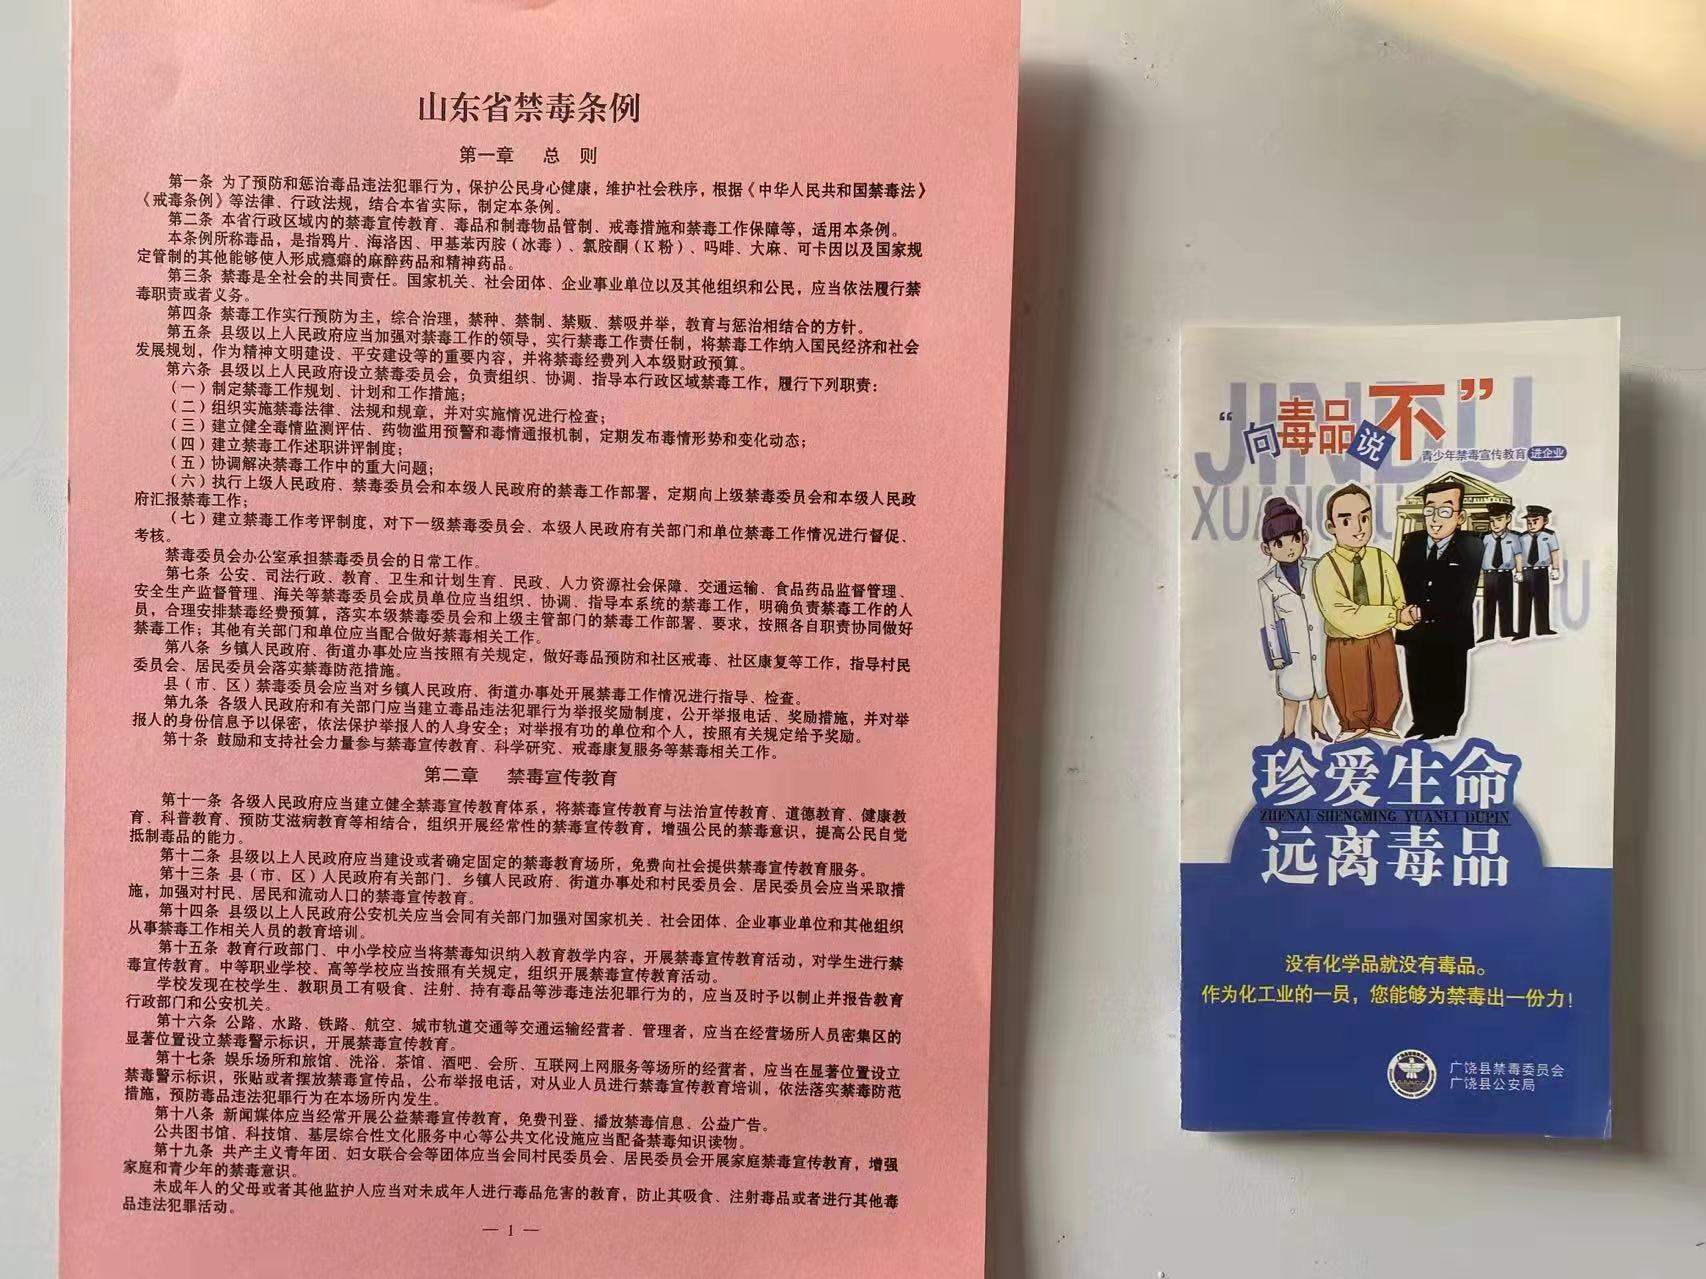 山东省禁毒条例
第一章 总 则
第一条 为了预防和惩治毒品违法犯罪行为，保护公民身心健康，维护社会秩序，根据《中华人民共和国禁毒法》
《戒毒条例》等法律、行政法规，结合本省实际，制定本条例。
第二条 本省行政区域内的禁毒宣传教育、毒品和制毒物品管制、戒毒措施和禁毒工作保障等，适用本条例。
本条例所称毒品，是指鸦片、海洛因、甲基苯丙胺（冰毒）、氯胺酮（K粉）、吗啡、大麻、可卡因以及国家规
定管制的其他能够使人形成瘾癖的麻醉药品和精神药品。
第三条 禁毒是全社会的共同责任。国家机关、社会团体、企业事业单位以及其他组织和公民，应当依法履行禁
毒职责或者义务。
第四条 禁毒工作实行预防为主，综合治理，禁种、禁制、禁贩、禁吸并举，教育与惩治相结合的方针。
第五条 县级以上人民政府应当加强对禁毒工作的领导，实行禁毒工作责任制，将禁毒工作纳入国民经济和社会
发展规划，作为精神文明建设、平安建设等的重要内容，并将禁毒经费列入本级财政预算。
第六条 县级以上人民政府设立禁毒委员会，负责组织、协调、指导本行政区域禁毒工作，履行下列职责：
（一）制定禁毒工作规划、计划和工作措施；
（二）组织实施禁毒法律、法规和规章，并对实施情况进行检查；
（三）建立健全毒情监测评估、药物滥用预警和毒情通报机制，定期发布毒情形势和变化动态；
（四）建立禁毒工作述职讲评制度；
（五）协调解决禁毒工作中的重大问题；
（六）执行上级人民政府、禁毒委员会和本级人民政府的禁毒工作部署，定期向上级禁毒委员会和本级人民政
府汇报禁毒工作；
（七）建立禁毒工作考评制度，对下一级禁毒委员会、本级人民政府有关部门和单位禁毒工作情况进行督促、
考核。
禁毒委员会办公室承担禁毒委员会的日常工作。
第七条 公安、司法行政、教育、卫生和计划生育、民政、人力资源社会保障、交通运输、食品药品监督管理、
安全生产监督管理、海关等禁毒委员会成员单位应当组织、协调、指导本系统的禁毒工作，明确负责禁毒工作的人
员，合理安排禁毒经费预算，落实本级禁毒委员会和上级主管部门的禁毒工作部署、要求，按照各自职责协同做好
禁毒工作；其他有关部门和单位应当配合做好禁毒相关工作。
第八条 乡镇人民政府、街道办事处应当按照有关规定，做好毒品预防和社区戒毒、社区康复等工作，指导村民
委员会、居民委员会落实禁毒防范措施。
县（市、区）禁毒委员会应当对乡镇人民政府、街道办事处开展禁毒工作情况进行指导、检查。
第九条 各级人民政府和有关部门应当建立毒品违法犯罪行为举报奖励制度，公开举报电话、奖励措施，并对举
报人的身份信息予以保密，依法保护举报人的人身安全；对举报有功的单位和个人，按照有关规定给予奖励。
第十条 鼓励和支持社会力量参与禁毒宣传教育、科学研究、戒毒康复服务等禁毒相关工作。
第二章 禁毒宣传教育
第十一条 各级人民政府应当建立健全禁毒宣传教育体系，将禁毒宣传教育与法治宣传教育、道德教育、健康教
育、科普教育、预防艾滋病教育等相结合，组织开展经常性的禁毒宣传教育，增强公民的禁毒意识，提高公民自觉
抵制毒品的能力。
第十二条 县级以上人民政府应当建设或者确定固定的禁毒教育场所，免费向社会提供禁毒宣传教育服务。
第十三条 县（市、区）人民政府有关部门、乡镇人民政府、街道办事处和村民委员会、居民委员会应当采取措
施，加强对村民、居民和流动人口的禁毒宣传教育。
第十四条 县级以上人民政府公安机关应当会同有关部门加强对国家机关、社会团体、企业事业单位和其他组织
从事禁毒工作相关人员的教育培训。
第十五条 教育行政部门、中小学校应当将禁毒知识纳入教育教学内容，开展禁毒宣传教育活动，对学生进行禁
毒宣传教育。中等职业学校、高等学校应当按照有关规定，组织开展禁毒宣传教育活动。
学校发现在校学生、教职员工有吸食、注射、持有毒品等涉毒违法犯罪行为的，应当及时予以制止并报告教育
行政部门和公安机关。
第十六条 公路、水路、铁路、航空、城市轨道交通等交通运输经营者、管理者，应当在经营场所人员密集区的
显著位置设立禁毒警示标识，开展禁毒宣传教育。
第十七条 娱乐场所和旅馆、洗浴、茶馆、酒吧、会所、互联网上网服务等场所的经营者，应当在显著位置设立
禁毒警示标识，张贴或者摆放禁毒宣传品，公布举报电话，对从业人员进行禁毒宣传教育培训，依法落实禁毒防范
措施，预防毒品违法犯罪行为在本场所内发生。
第十八条 新闻媒体应当经常开展公益禁毒宣传教育，免费刊登、播放禁毒信息、公益广告。
公共图书馆、科技馆、基层综合性文化服务中心等公共文化设施应当配备禁毒知识读物。
第十九条 共产主义青年团、妇女联合会等团体应当会同村民委员会、居民委员会开展家庭禁毒宣传教育，增强
家庭和青少年的禁毒意识。
未成年人的父母或者其他监护人应当对未成年人进行毒品危害的教育，防止其吸食、注射毒品或者进行其他毒
品违法犯罪活动。
— 1 —
JINDU
“向毒品说不”
青少年禁毒宣传教育 进企业
珍爱生命
ZHENAI SHENGMING YUANLI DUPIN
远离毒品
没有化学品就没有毒品。
作为化工业的一员，您能够为禁毒出一份力！
广饶县禁毒委员会
广饶县公安局